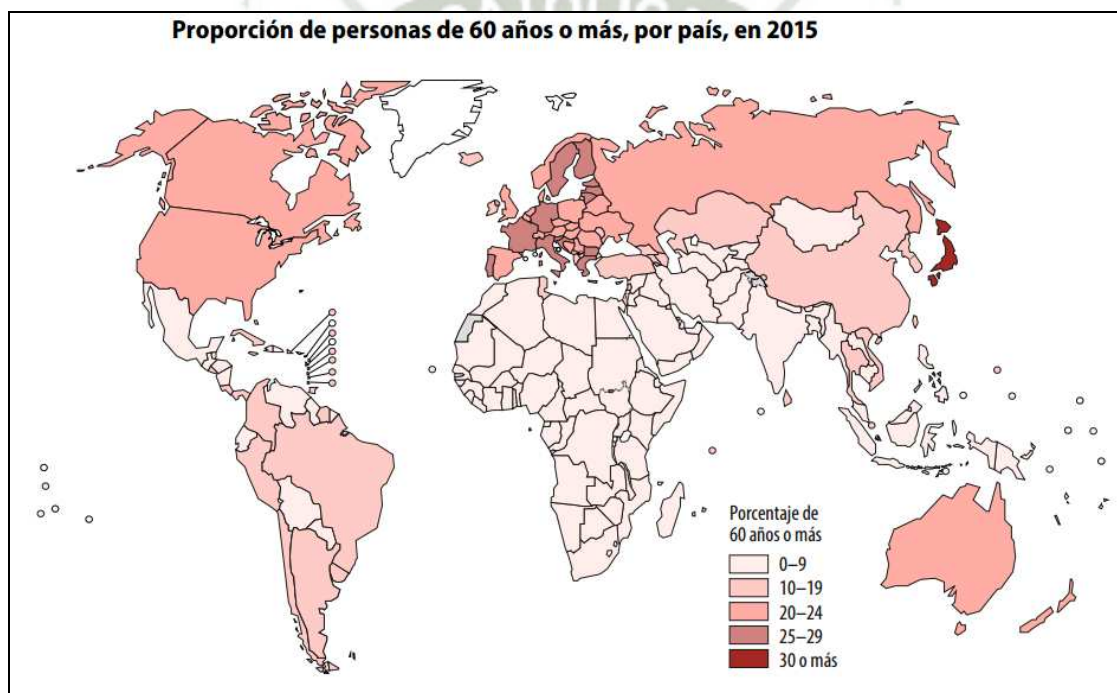 Proporción de personas de 60 años o más, por país, en 2015
Porcentaje de
60 años o más
0–9
10–19
20–24
25–29
30 o más